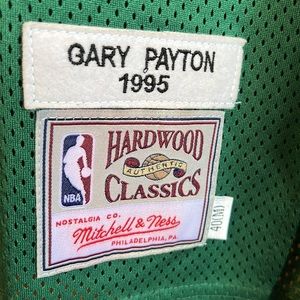 GARY PAYTON
1995
HARDWOOD
AUTHENTIC
CLASSICS
NBA
NOSTALGIA CO.
Mitchell & Ness
PHILADELPHIA, PA
40(M)